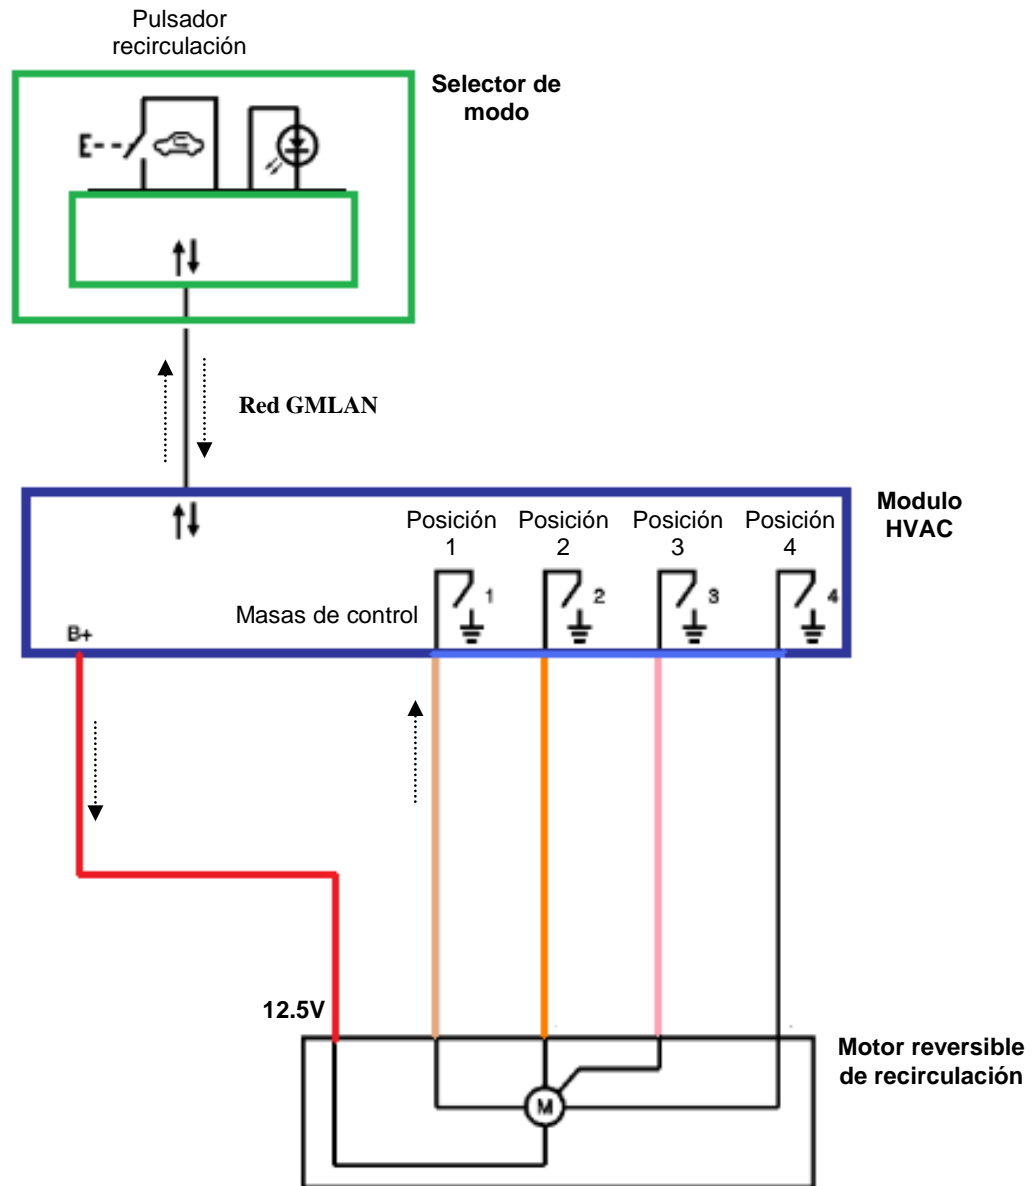 Pulsador
recirculación
Selector de
modo
Red GMLAN
Modulo
HVAC
Posición
1
Posición
2
Posición
3
Posición
4
1
2
3
4
Masas de control
B+
12.5V
Motor reversible
de recirculación
M